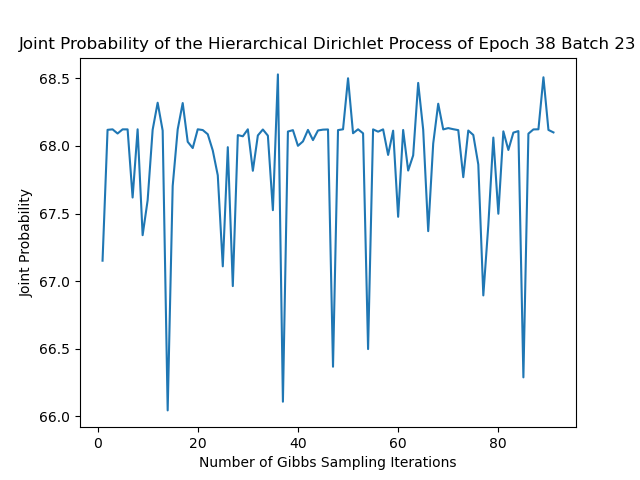 Joint Probability of the Hierarchical Dirichlet Process of Epoch 38 Batch 23
68.5
68.0
67.5
67.0
66.5
66.0
Joint Probability
0 20 40 60 80
Number of Gibbs Sampling Iterations